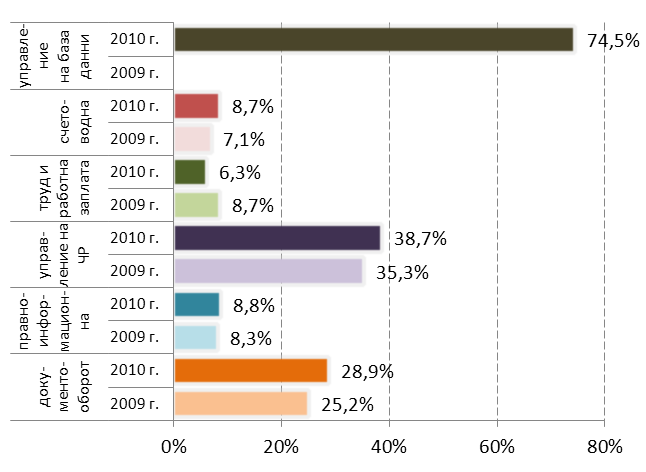 управле-
ние
на база
данни
2010 г.
74,5%
2009 г.
счето-
водна
2010 г.
8,7%
2009 г.
7,1%
труд и
работна
заплата
2010 г.
6,3%
2009 г.
8,7%
управ-
ление на
ЧР
2010 г.
38,7%
2009 г.
35,3%
правно-
инфор-
мацион-
на
2010 г.
8,8%
2009 г.
8,3%
доку-
менто-
оборот
2010 г.
28,9%
2009 г.
25,2%
0% 20% 40% 60% 80%